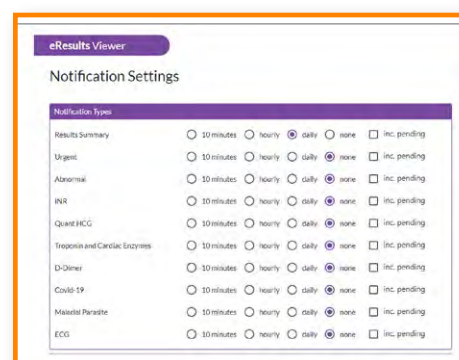 eResults Viewer
Notification Settings
Notification Types
Results Summary 10 minutes hourly daily none inc. pending
Urgent 10 minutes hourly daily none inc. pending
Abnormal 10 minutes hourly daily none inc. pending
INR 10 minutes hourly daily none inc. pending
Quant HCG 10 minutes hourly daily none inc. pending
Troponin and Cardiac Enzymes 10 minutes hourly daily none inc. pending
D-Dimer 10 minutes hourly daily none inc. pending
Covid-19 10 minutes hourly daily none inc. pending
Malarial Parasite 10 minutes hourly daily none inc. pending
ECG 10 minutes hourly daily none inc. pending